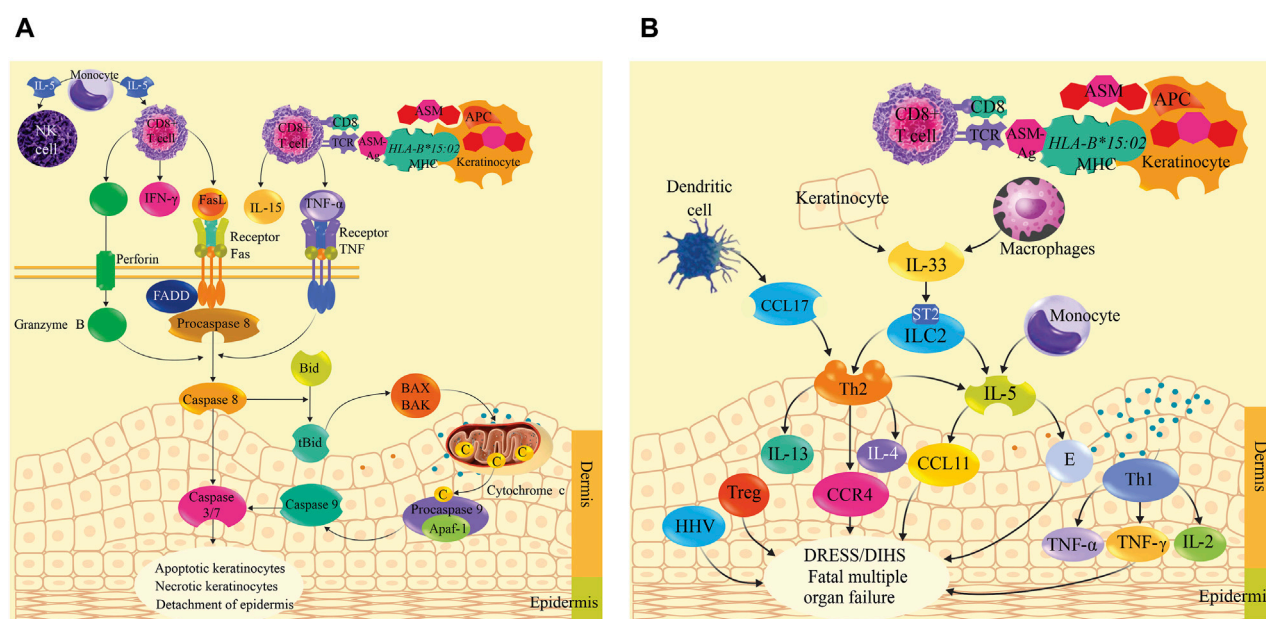 A
IL-5
Monocyte
IL-5
NK
cell
CD8+
T cell
CD8+
T cell
CD8
TCR
ASM-
Ag
HLA-B*15:02
MHC
ASM
APC
Keratinocyte
IFN-γ
FasL
IL-15
TNF-α
Receptor
Fas
Receptor
TNF
Perforin
FADD
Granzyme B
Procaspase 8
Bid
Caspase 8
BAX
BAK
tBid
C
C
C
Cytochrome c
Caspase
3/7
Caspase 9
C
Procaspase 9
Apaf-1
Apoptotic keratinocytes
Necrotic keratinocytes
Detachment of epidermis
Dermis
Epidermis
B
CD8+
T cell
CD8
TCR
ASM-
Ag
HLA-B*15:02
MHC
ASM
APC
Keratinocyte
Dendritic
cell
Keratinocyte
Macrophages
IL-33
CCL17
ST2
ILC2
Monocyte
Th2
IL-5
IL-13
IL-4
CCL11
E
Th1
Treg
CCR4
HHV
TNF-α
TNF-γ
IL-2
DRESS/DIHS
Fatal multiple
organ failure
Dermis
Epidermis